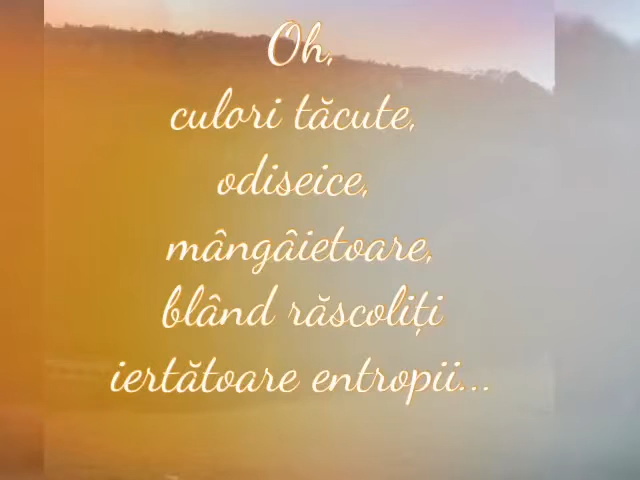 Oh,
culori tăcute,
odiseice,
mângâietoare,
blând răscoliți
iertătoare entropii...